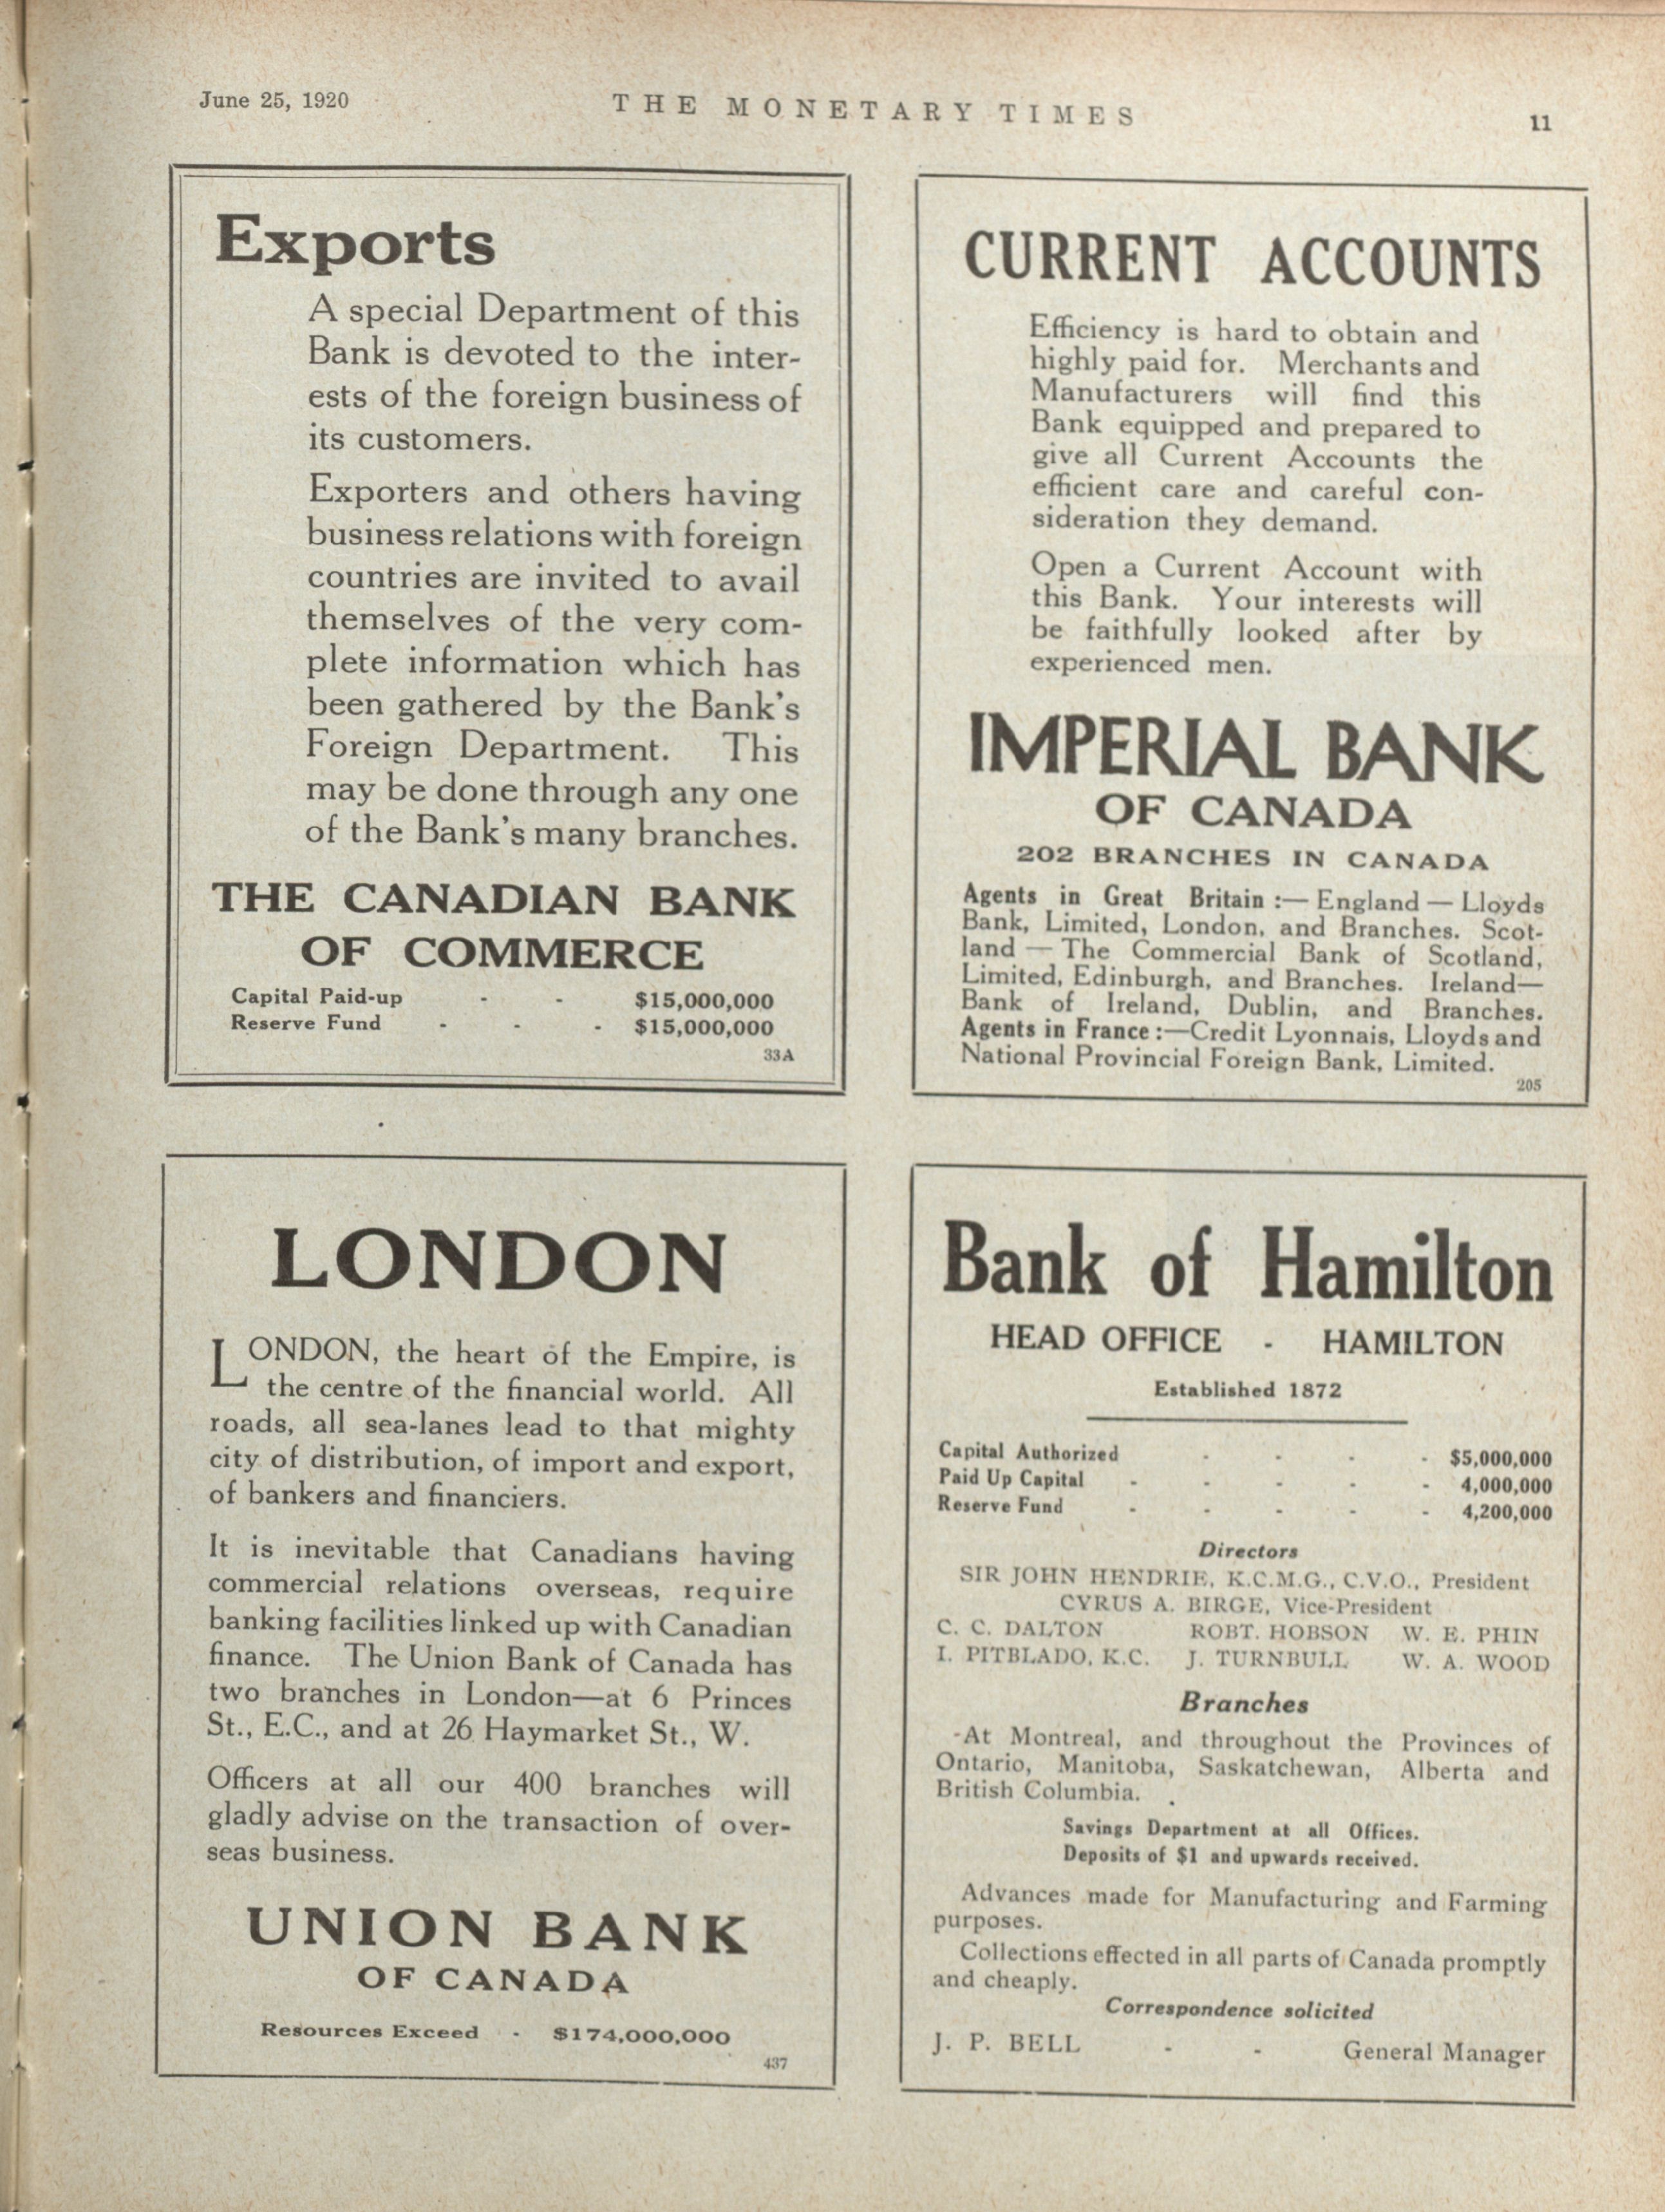 June 25, 1920
THE MONETARY TIMES
11
Exports
A special Department of this
Bank is devoted to the inter-
ests of the foreign business of
its customers.
Exporters and others having
business relations with foreign
countries are invited to avail
themselves of the very com-
plete information which has
been gathered by the Bank's
Foreign Department. This
may be done through any one
of the Bank's many branches.
THE CANADIAN BANK
OF COMMERCE
Capital Paid-up - - $15,000,000
Reserve Fund - - - $15,000,000
33A
CURRENT ACCOUNTS
Efficiency is hard to obtain and
highly paid for. Merchants and
Manufacturers will find this
Bank equipped and prepared to
give all Current Accounts the
efficient care and careful con-
sideration they demand.
Open a Current Account with
this Bank. Your interests will
be faithfully looked after by
experienced men.
IMPERIAL BANK
OF CANADA
202 BRANCHES IN CANADA
Agents in Great Britain :— England — Lloyds
Bank, Limited, London, and Branches. Scot-
land — The Commercial Bank of Scotland,
Limited, Edinburgh, and Branches. Ireland—
Bank of Ireland, Dublin, and Branches.
Agents in France :—Credit Lyonnais, Lloyds and
National Provincial Foreign Bank, Limited.
205
LONDON
LONDON, the heart of the Empire, is
the centre of the financial world. All
roads, all sea-lanes lead to that mighty
city of distribution, of import and export,
of bankers and financiers.
It is inevitable that Canadians having
commercial relations overseas, require
banking facilities linked up with Canadian
finance. The Union Bank of Canada has
two branches in London—at 6 Princes
St., E.C., and at 26 Haymarket St., W.
Officers at all our 400 branches will
gladly advise on the transaction of over-
seas business.
UNION BANK
OF CANADA
Resources Exceed - $174,000,000
437
Bank of Hamilton
HEAD OFFICE - HAMILTON
Established 1872
Capital Authorized - - - - $5,000,000
Paid Up Capital - - - - - 4,000,000
Reserve Fund - - - - - 4,200,000
Directors
SIR JOHN HENDRIE, K.C.M.G., C.V.O., President
CYRUS A. BIRGE, Vice-President
C. C. DALTON ROBT. HOBSON W. E. PHIN
I. PITBLADO, K.C. J. TURNBULL W. A. WOOD
Branches
At Montreal, and throughout the Provinces of
Ontario, Manitoba, Saskatchewan, Alberta and
British Columbia.
Savings Department at all Offices.
Deposits of $1 and upwards received.
Advances made for Manufacturing and Farming
purposes.
Collections effected in all parts of Canada promptly
and cheaply.
Correspondence solicited
J. P. BELL - - General Manager